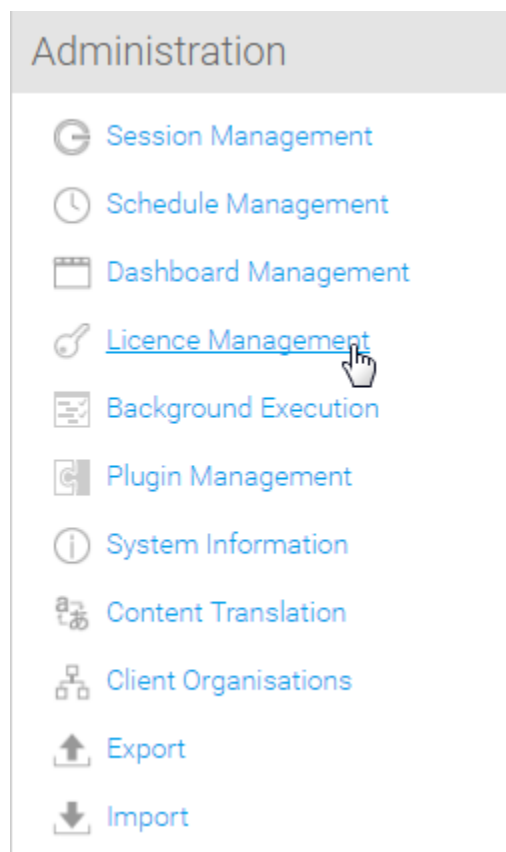 Administration
Session Management
Schedule Management
Dashboard Management
Licence Management
Background Execution
Plugin Management
System Information
Content Translation
Client Organisations
Export
Import